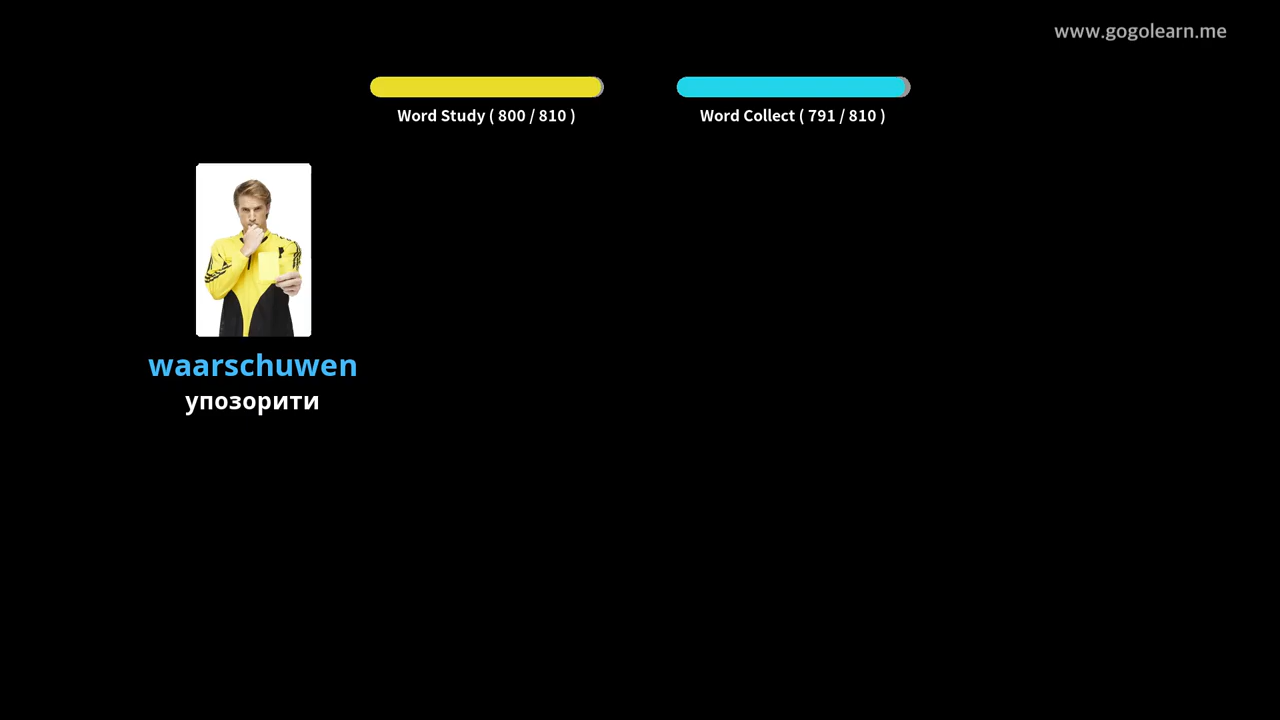 www.gogolearn.me
Word Study ( 800 / 810 )
Word Collect ( 791 / 810 )
waarschuwen
упозорити